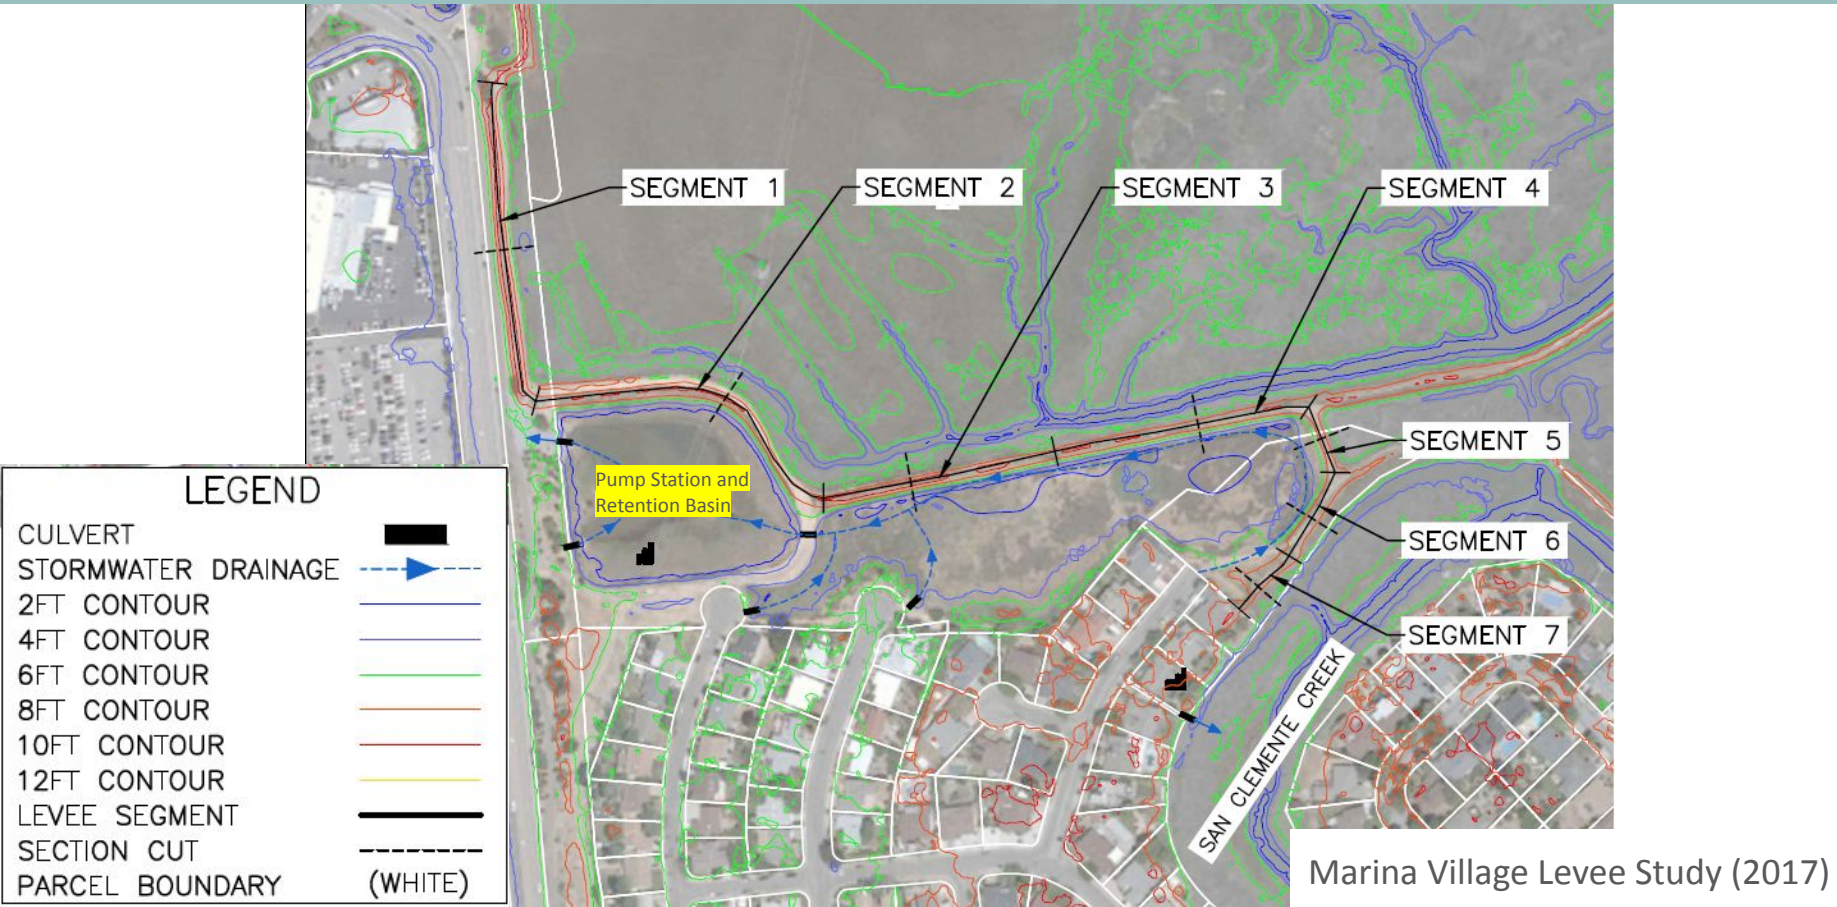 SEGMENT 1
SEGMENT 2
SEGMENT 3
SEGMENT 4
SEGMENT 5
SEGMENT 6
SEGMENT 7
Pump Station and
Retention Basin
SAN CLEMENTE CREEK
LEGEND
CULVERT
STORMWATER DRAINAGE
2FT CONTOUR
4FT CONTOUR
6FT CONTOUR
8FT CONTOUR
10FT CONTOUR
12FT CONTOUR
LEVEE SEGMENT
SECTION CUT
PARCEL BOUNDARY (WHITE)
Marina Village Levee Study (2017)